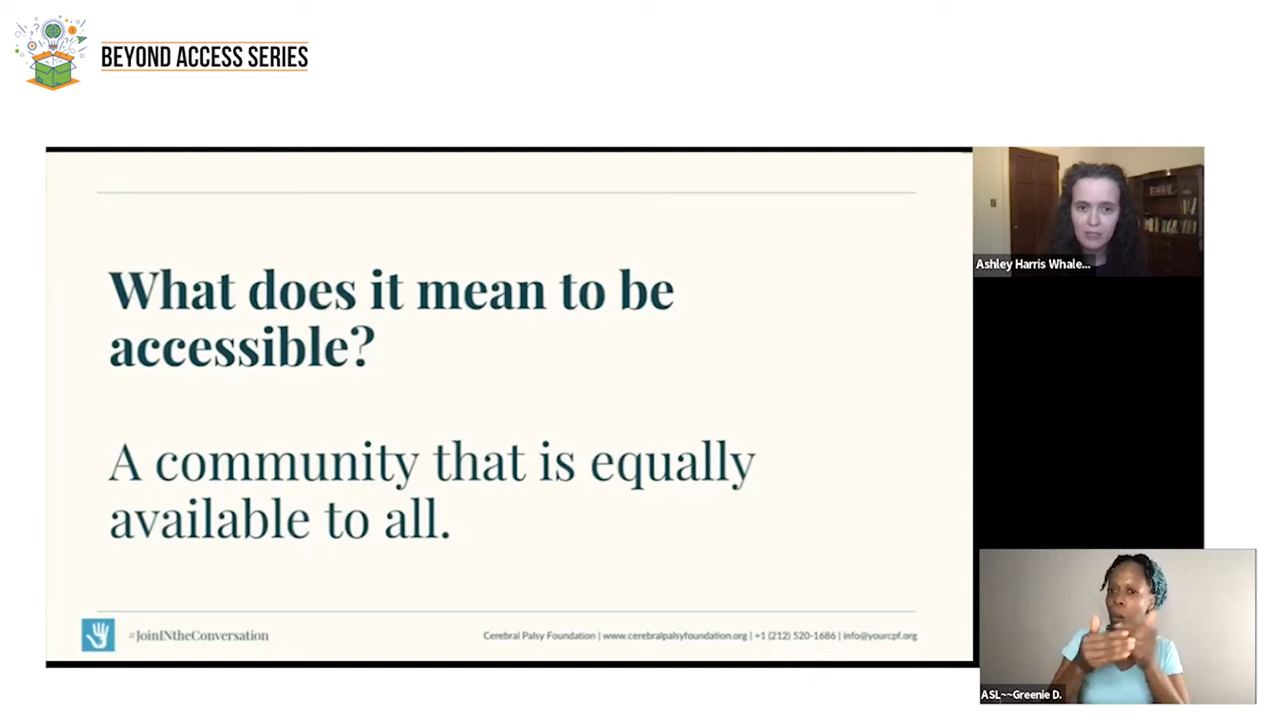 BEYOND ACCESS SERIES
What does it mean to be
accessible?
A community that is equally
available to all.
#JoinINtheConversation
Cerebral Palsy Foundation | www.cerebralpalsyfoundation.org | +1 (212) 520-1686 | info@yourcpf.org
Ashley Harris Whale...
ASL~~Greenie D.